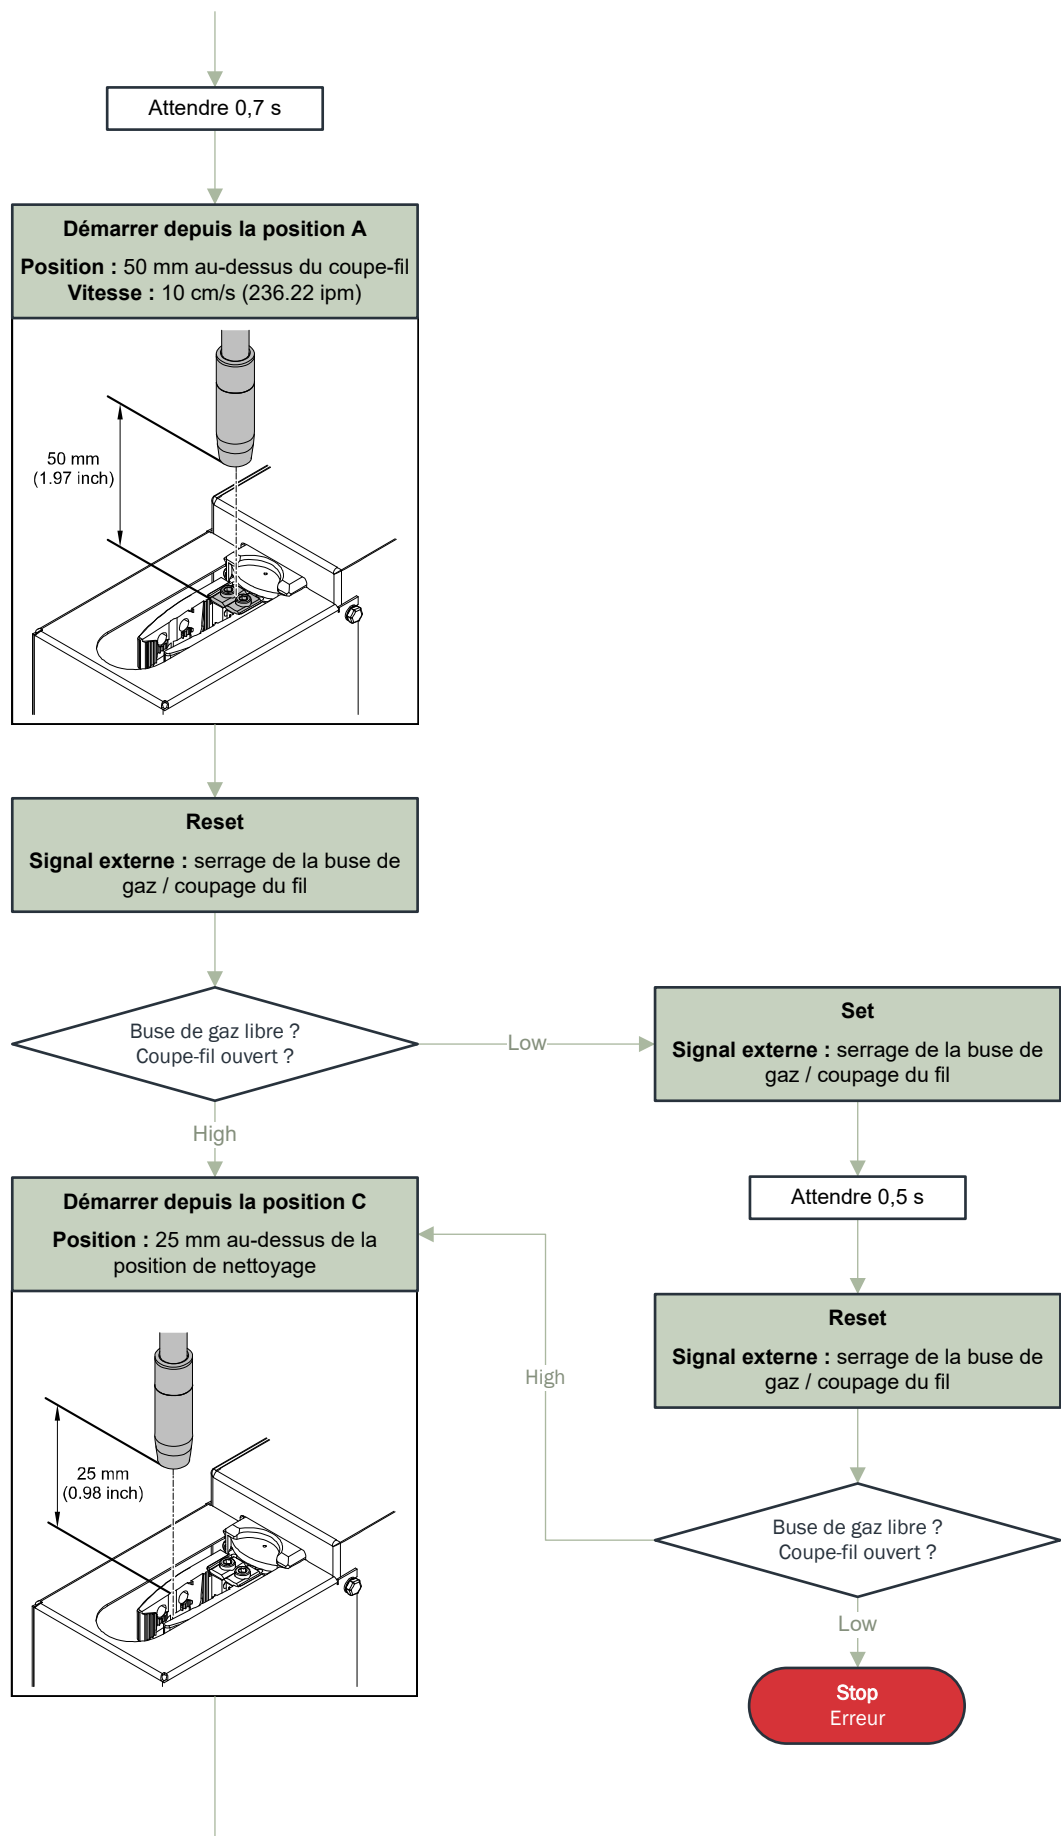 Attendre 0,7 s
Démarrer depuis la position A
Position : 50 mm au-dessus du coupe-fil
Vitesse : 10 cm/s (236.22 ipm)
50 mm
(1.97 inch)
Reset
Signal externe : serrage de la buse de
gaz / coupage du fil
Buse de gaz libre ?
Coupe-fil ouvert ?
Low
Set
Signal externe : serrage de la buse de
gaz / coupage du fil
High
Démarrer depuis la position C
Position : 25 mm au-dessus de la
position de nettoyage
Attendre 0,5 s
Reset
Signal externe : serrage de la buse de
gaz / coupage du fil
High
25 mm
(0.98 inch)
Buse de gaz libre ?
Coupe-fil ouvert ?
Low
Stop
Erreur